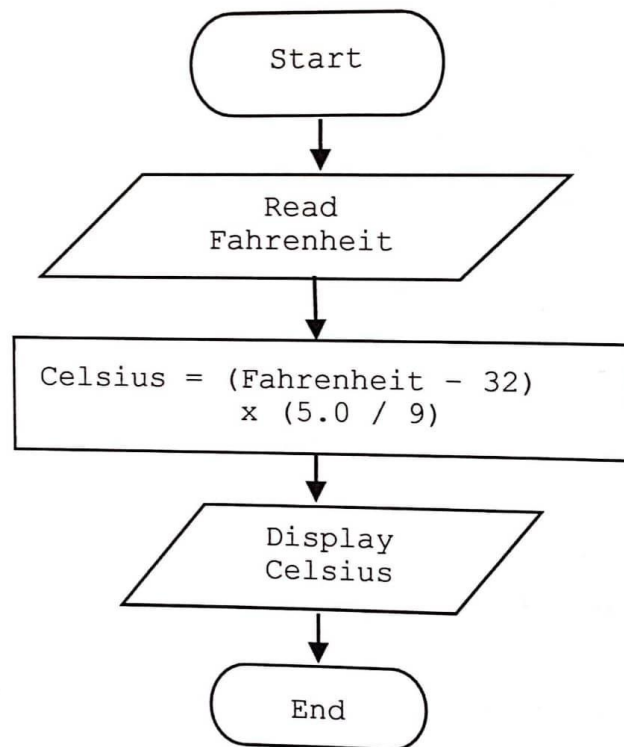 Start
Read
Fahrenheit
Celsius = (Fahrenheit - 32)
x (5.0 / 9)
Display
Celsius
End